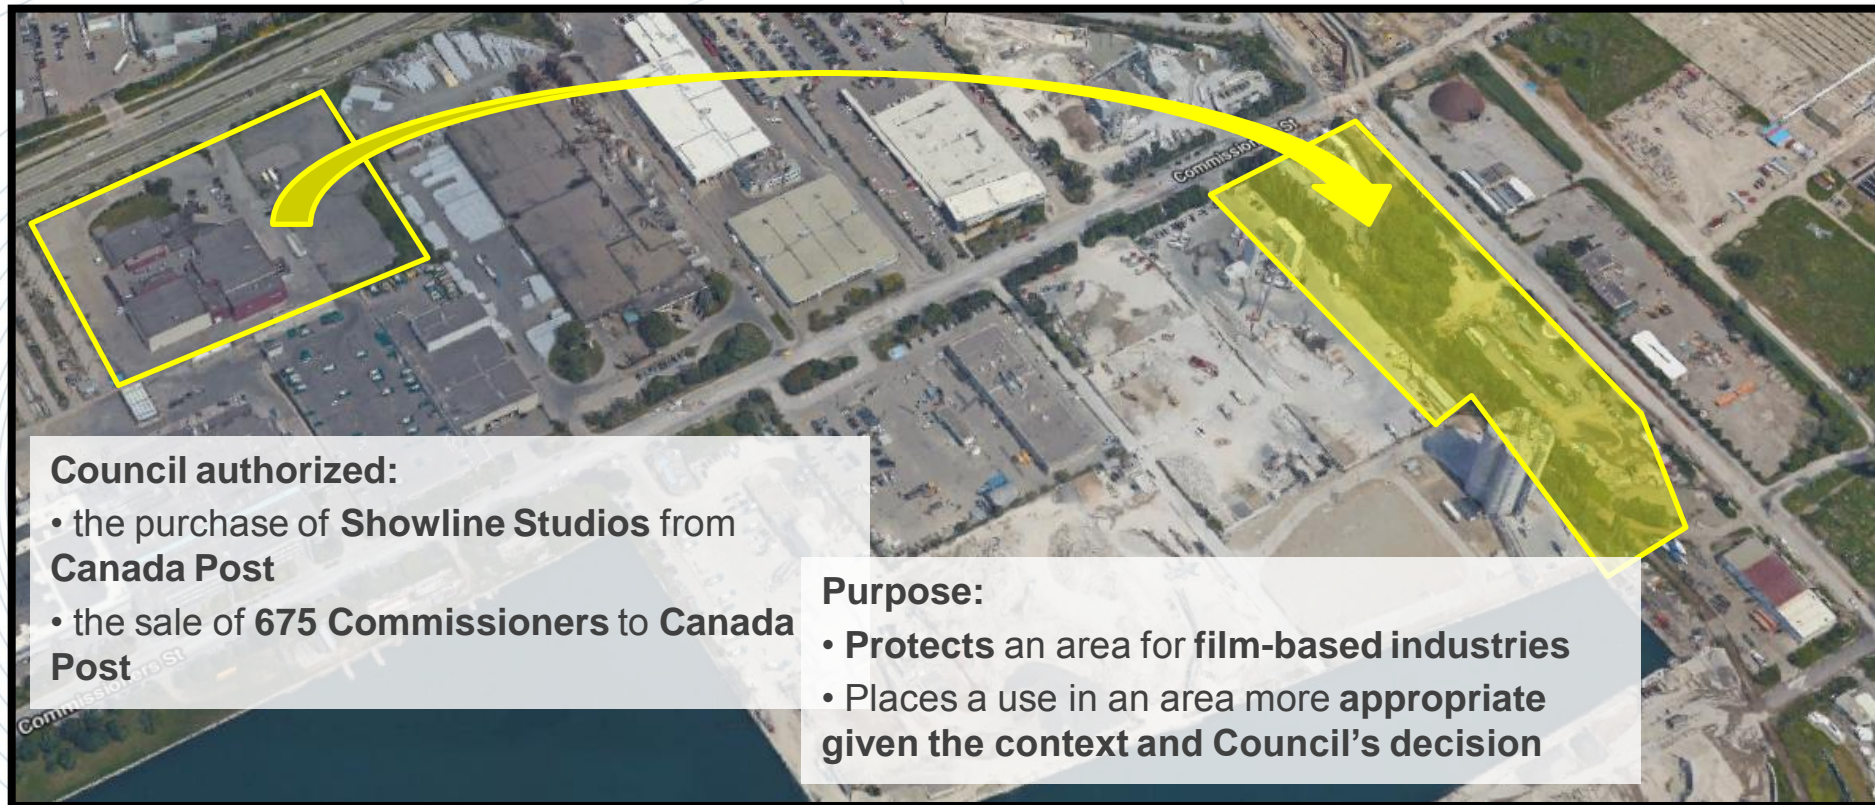 Commissioners St
Council authorized:
• the purchase of Showline Studios from
Canada Post
• the sale of 675 Commissioners to Canada
Post
Commissioners St
Purpose:
• Protects an area for film-based industries
• Places a use in an area more appropriate
given the context and Council’s decision